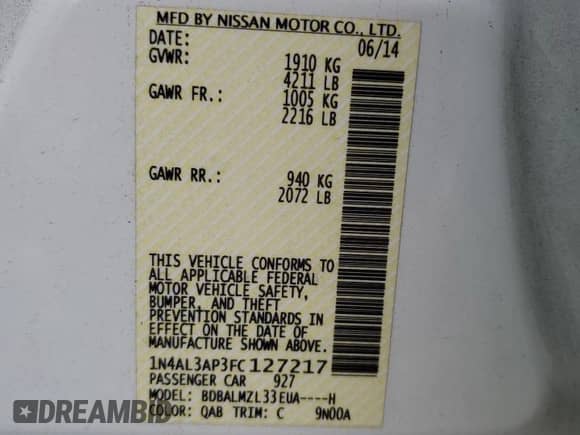 MFD BY NISSAN MOTOR CO., LTD.
DATE: 06/14
GVWR: 1910 KG
4211 LB
GAWR FR.: 1005 KG
2216 LB
GAWR RR.: 940 KG
2072 LB
THIS VEHICLE CONFORMS TO
ALL APPLICABLE FEDERAL
MOTOR VEHICLE SAFETY,
BUMPER, AND THEFT
PREVENTION STANDARDS IN
EFFECT ON THE DATE OF
MANUFACTURE SHOWN ABOVE.
1N4AL3AP3FC127217
PASSENGER CAR 927
MODEL: BDBALMZL33EUA----H
COLOR: QAB TRIM: C 9N00A
DREAMBID
DREAMBID.EU